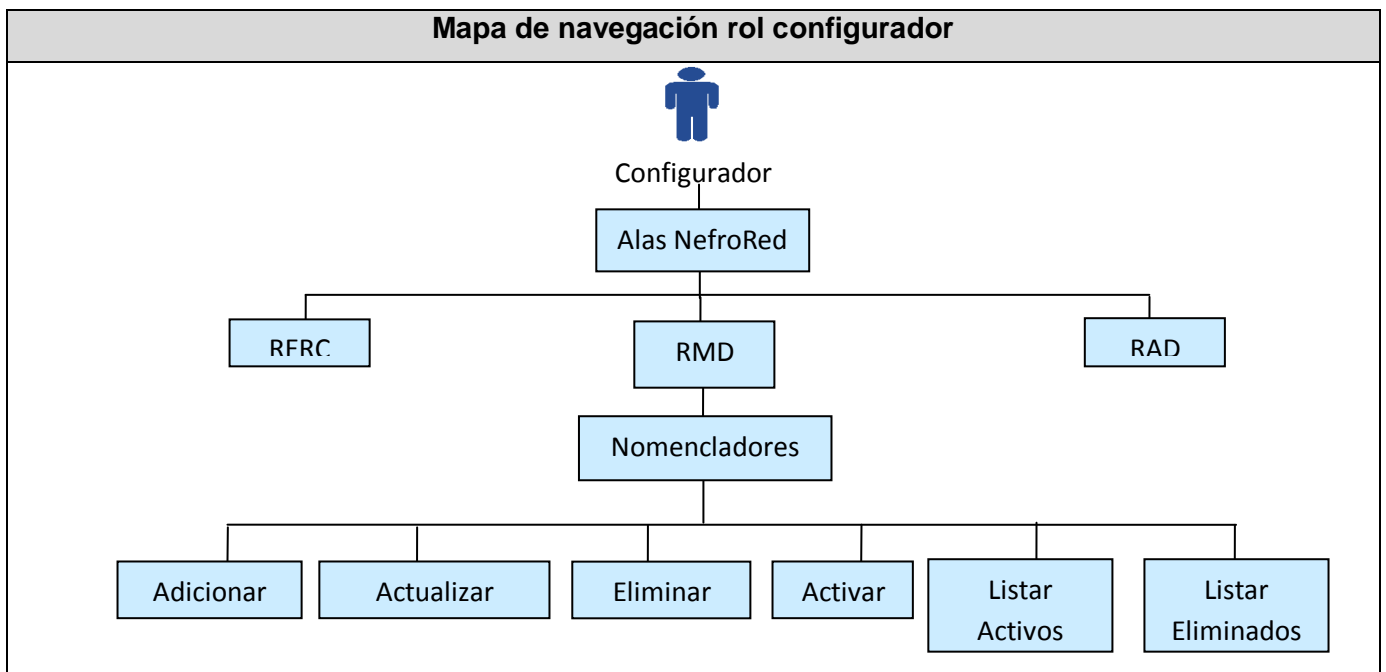 Mapa de navegación rol configurador
Configurador
Alas NefroRed
RERC
RMD
RAD
Nomencladores
Adicionar
Actualizar
Eliminar
Activar
Listar
Activos
Listar
Eliminados